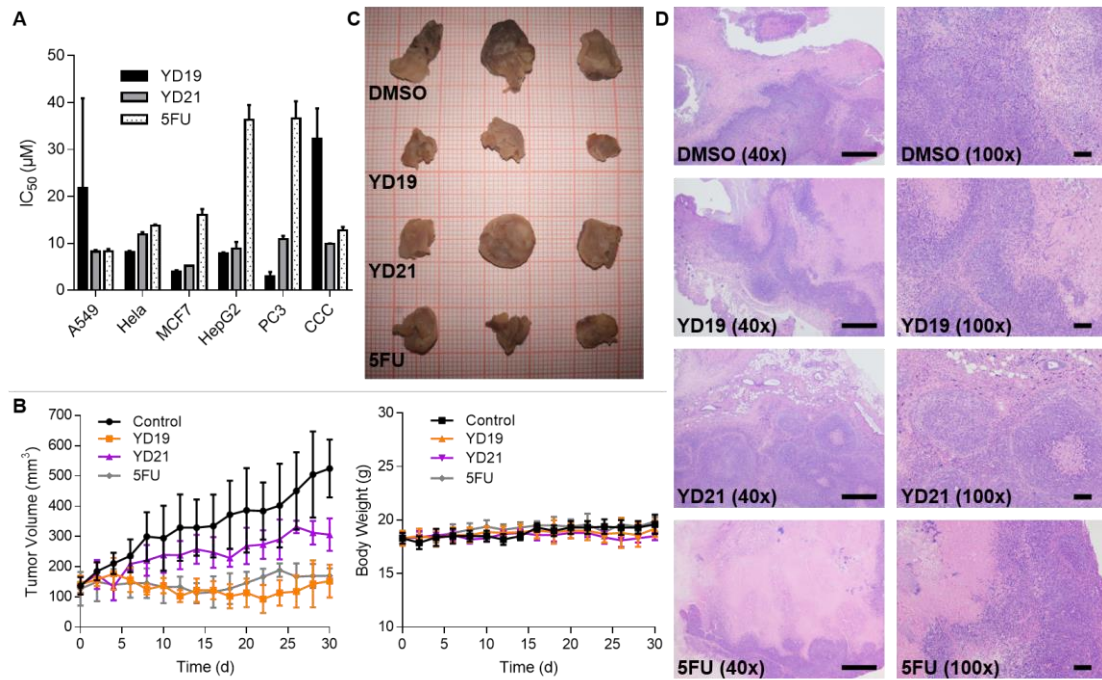 A
YD19
YD21
5FU
IC50 (µM)
50
40
30
20
10
0
A549
Hela
MCF7
HepG2
PC3
CCC
B
Tumor Volume (mm3)
700
600
500
400
300
200
100
0
Control
YD19
YD21
5FU
0 5 10 15 20 25 30
Time (d)
Body Weight (g)
30
25
20
15
10
Control
YD19
YD21
5FU
0 5 10 15 20 25 30
Time (d)
C
DMSO
YD19
YD21
5FU
D
DMSO (40x)
DMSO (100x)
YD19 (40x)
YD19 (100x)
YD21 (40x)
YD21 (100x)
5FU (40x)
5FU (100x)